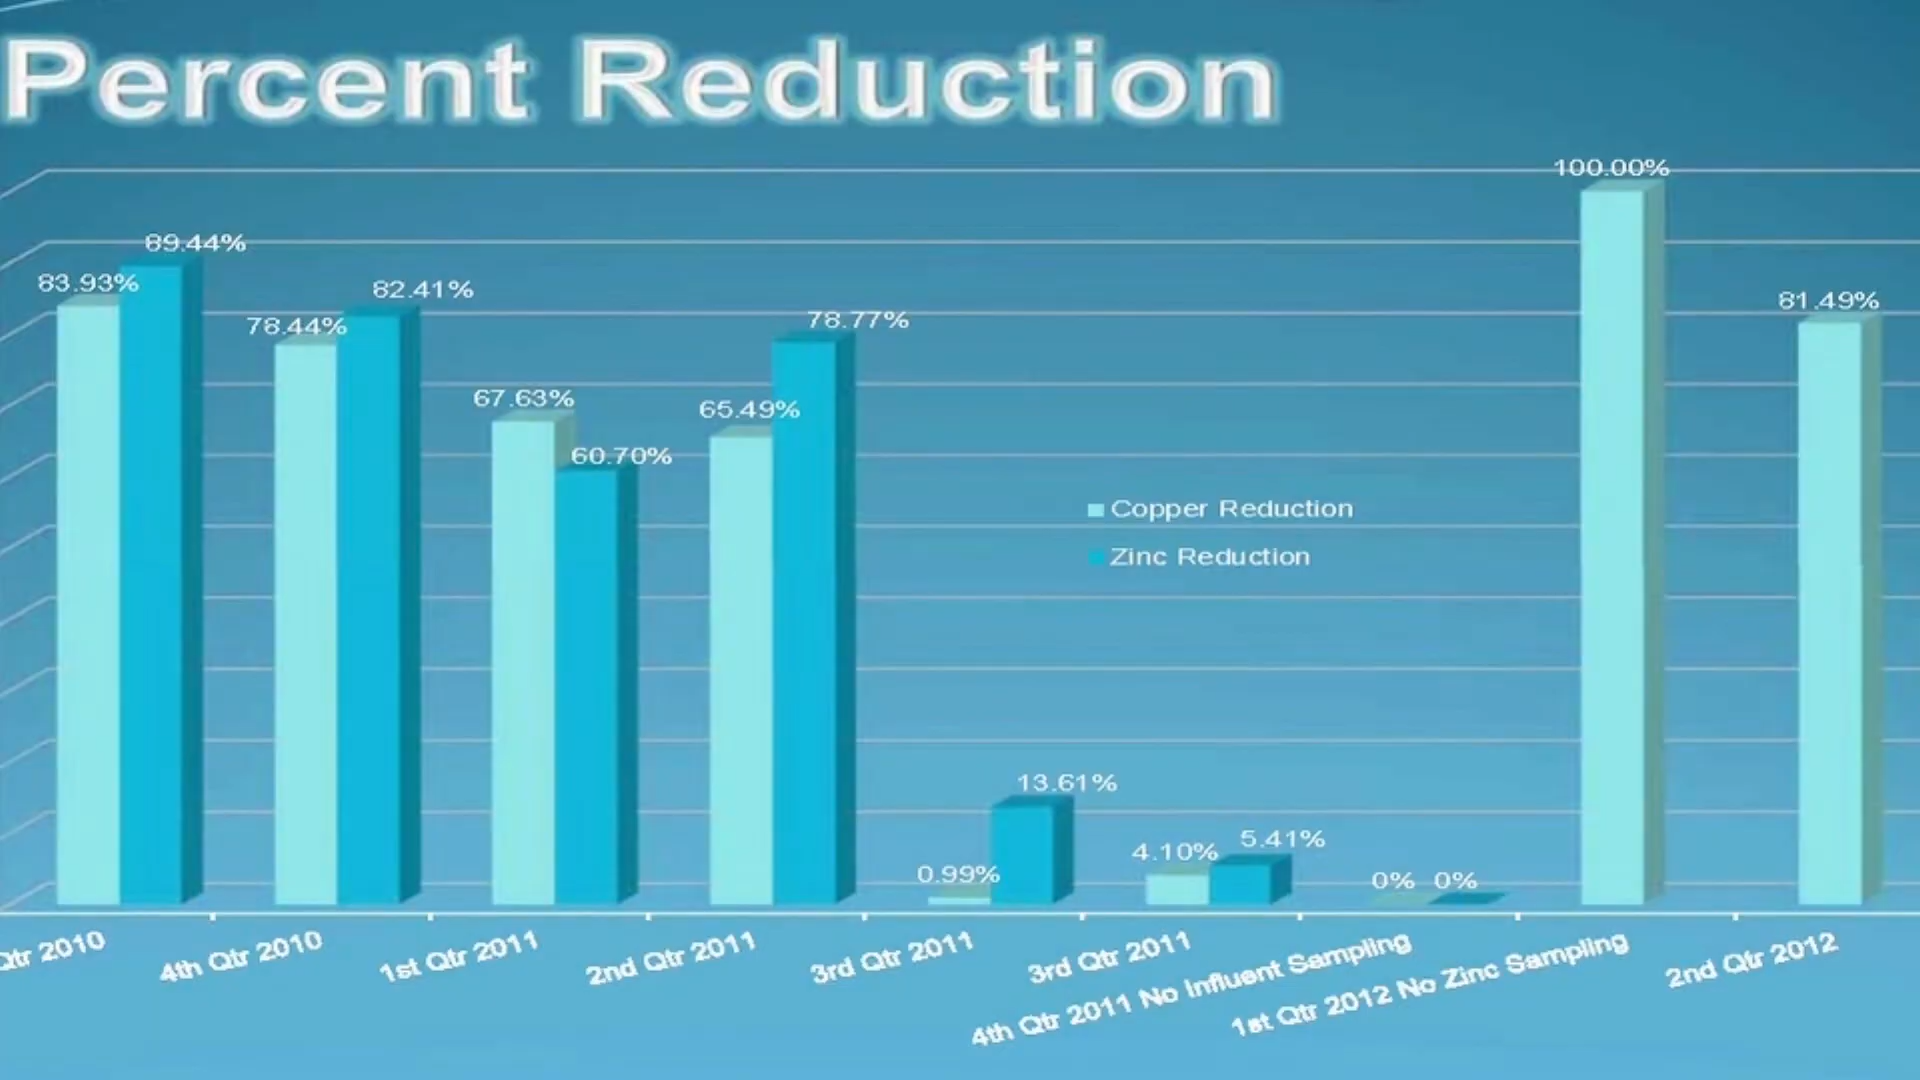 Percent Reduction
100.00%
89.44%
83.93%
82.41%
81.49%
78.44%
78.77%
67.63%
65.49%
60.70%
Copper Reduction
Zinc Reduction
13.61%
0.99%
4.10%
5.41%
0% 0%
Qtr 2010
4th Qtr 2010
1st Qtr 2011
2nd Qtr 2011
3rd Qtr 2011
3rd Qtr 2011
4th Qtr 2011 No Influent Sampling
1st Qtr 2012 No Zinc Sampling
2nd Qtr 2012